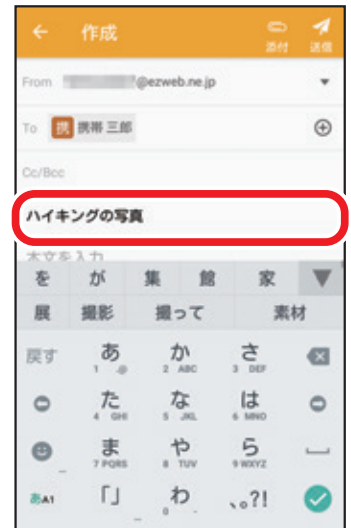 作成
添付 送信
From @ezweb.ne.jp
To 携 携帯 三郎
Cc/Bcc
ハイキングの写真
本文を入力
を が 集 館 家
展 撮影 撮って 素材
戻す あ か さ
1 .@ 2 ABC 3 DEF
た な は
4 GHI 5 JKL 6 MNO
ま や ら
7 PQRS 8 TUV 9 WXYZ
あA1 「」 わ 、。?!
0